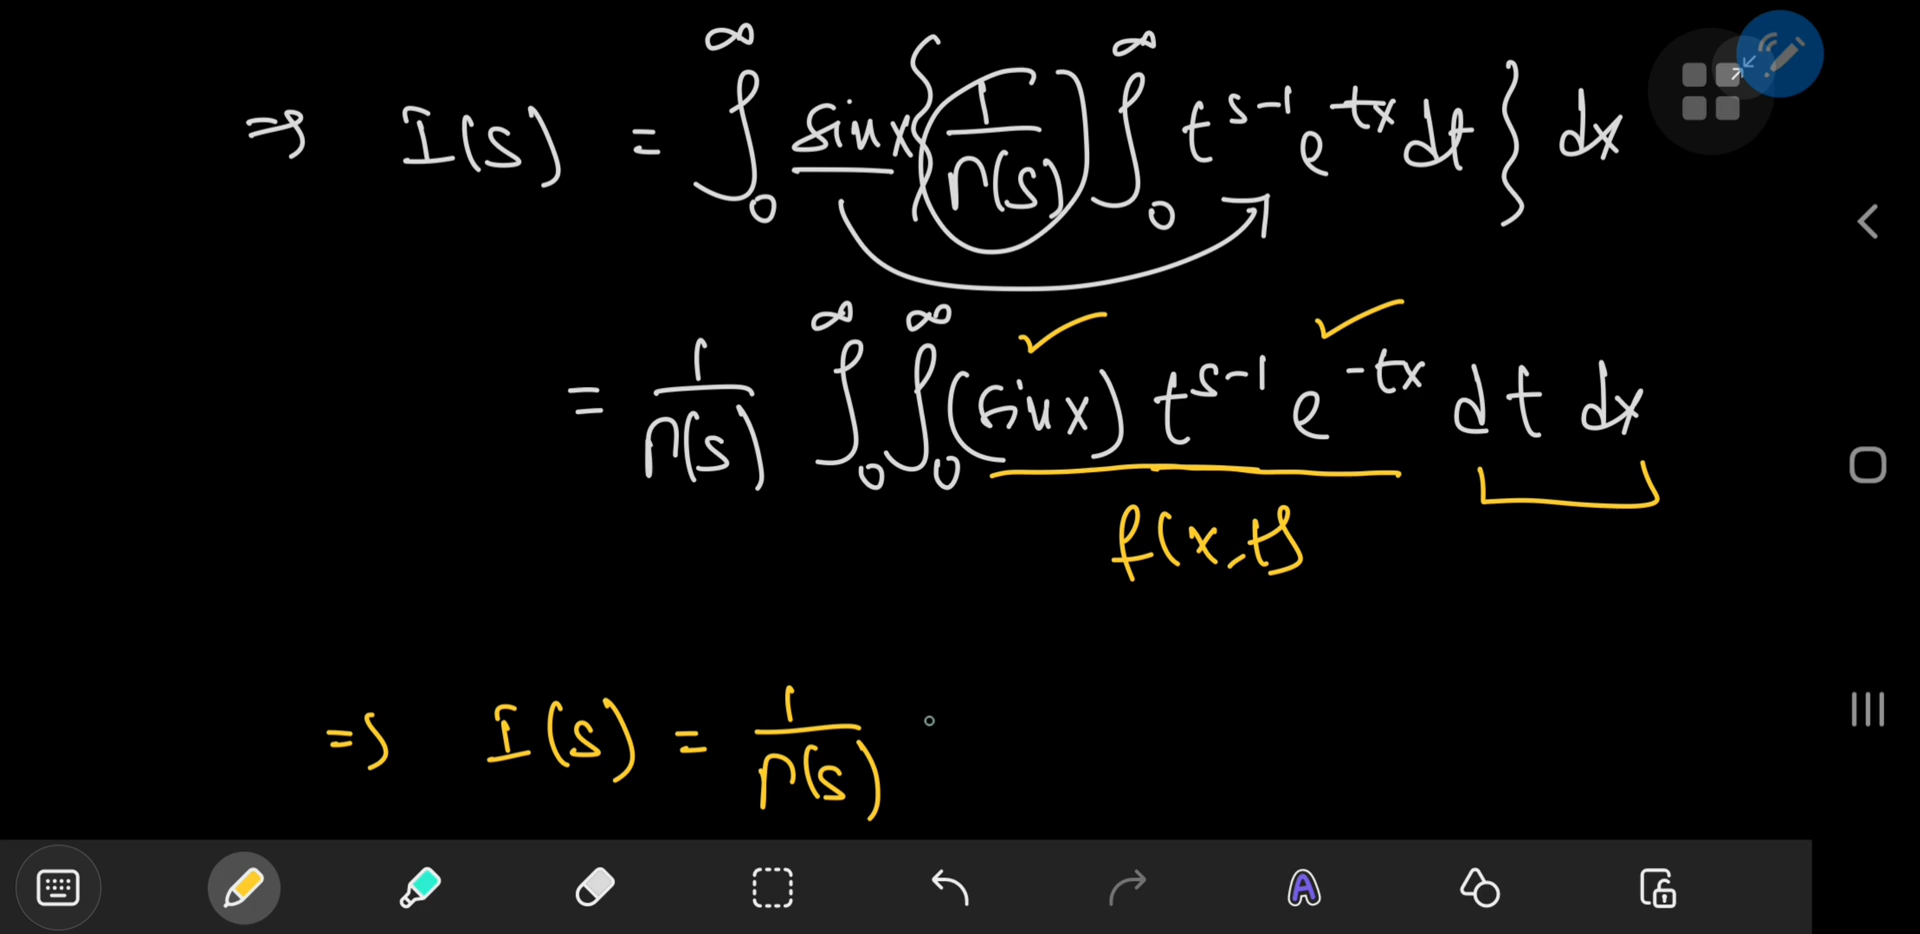 ⇒ I(s) = ∫₀^∞ sinx { (1/Γ(s)) ∫₀^∞ t^{s-1} e^{-tx} dt } dx
= 1/Γ(s) ∫₀^∞ ∫₀^∞ (sinx) t^{s-1} e^{-tx} dt dx
f(x,t)
⇒ I(s) = 1/Γ(s)
A